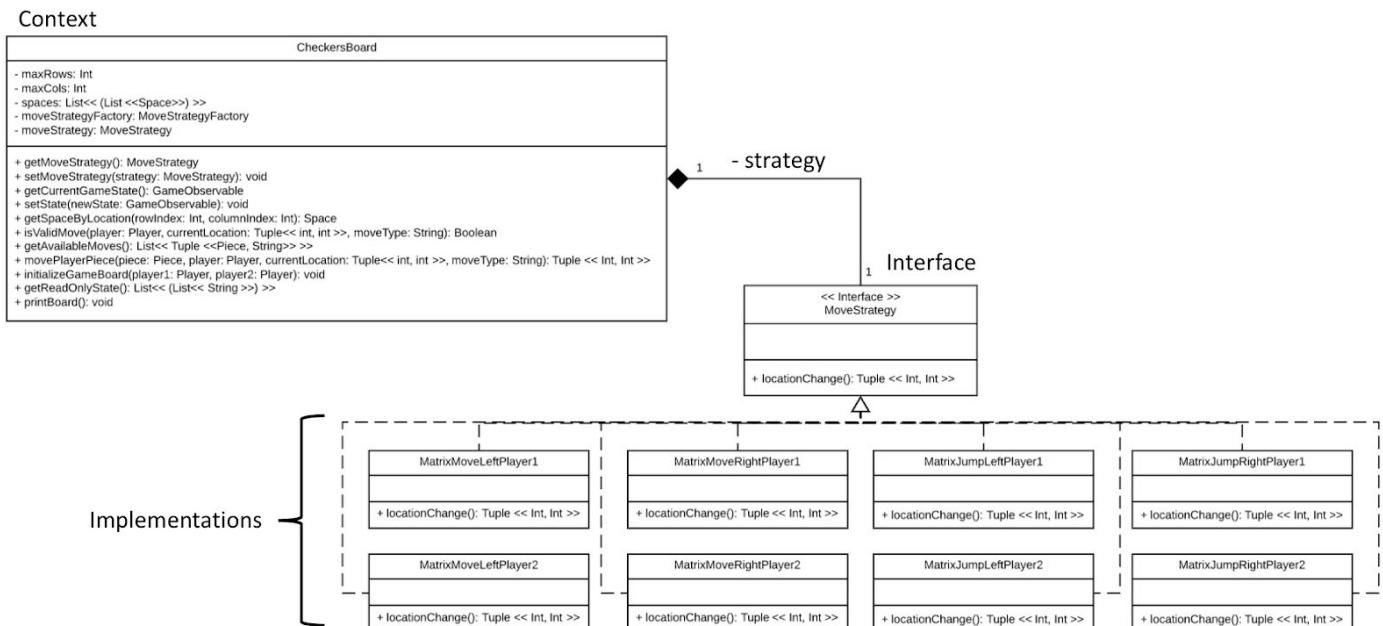 Context
CheckersBoard
- maxRows: Int
- maxCols: Int
- spaces: List<< (List <<Space>>) >>
- moveStrategyFactory: MoveStrategyFactory
- moveStrategy: MoveStrategy
+ getMoveStrategy(): MoveStrategy
+ setMoveStrategy(strategy: MoveStrategy): void
+ getCurrentGameState(): GameObservable
+ setState(newState: GameObservable): void
+ getSpaceByLocation(rowIndex: Int, columnIndex: Int): Space
+ isValidMove(player: Player, currentLocation: Tuple<< int, int >>, moveType: String): Boolean
+ getAvailableMoves(): List<< Tuple <<Piece, String>> >>
+ movePlayerPiece(piece: Piece, player: Player, currentLocation: Tuple<< int, int >>, moveType: String): Tuple << Int, Int >>
+ initializeGameBoard(player1: Player, player2: Player): void
+ getReadOnlyState(): List<< (List<< String >>) >>
+ printBoard(): void
1
- strategy
1
Interface
<< Interface >>
MoveStrategy
+ locationChange(): Tuple << Int, Int >>
Implementations
MatrixMoveLeftPlayer1
+ locationChange(): Tuple << Int, Int >>
MatrixMoveRightPlayer1
+ locationChange(): Tuple << Int, Int >>
MatrixJumpLeftPlayer1
+ locationChange(): Tuple << Int, Int >>
MatrixJumpRightPlayer1
+ locationChange(): Tuple << Int, Int >>
MatrixMoveLeftPlayer2
+ locationChange(): Tuple << Int, Int >>
MatrixMoveRightPlayer2
+ locationChange(): Tuple << Int, Int >>
MatrixJumpLeftPlayer2
+ locationChange(): Tuple << Int, Int >>
MatrixJumpRightPlayer2
+ locationChange(): Tuple << Int, Int >>